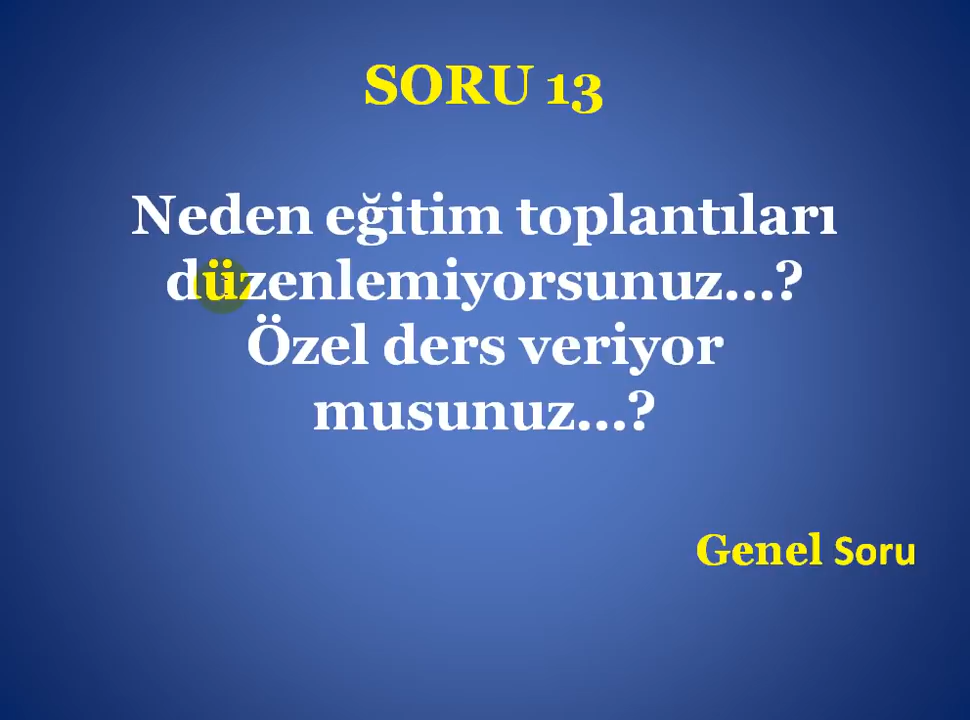 SORU 13
Neden eğitim toplantıları
düzenlemiyorsunuz...?
Özel ders veriyor
musunuz...?
Genel Soru